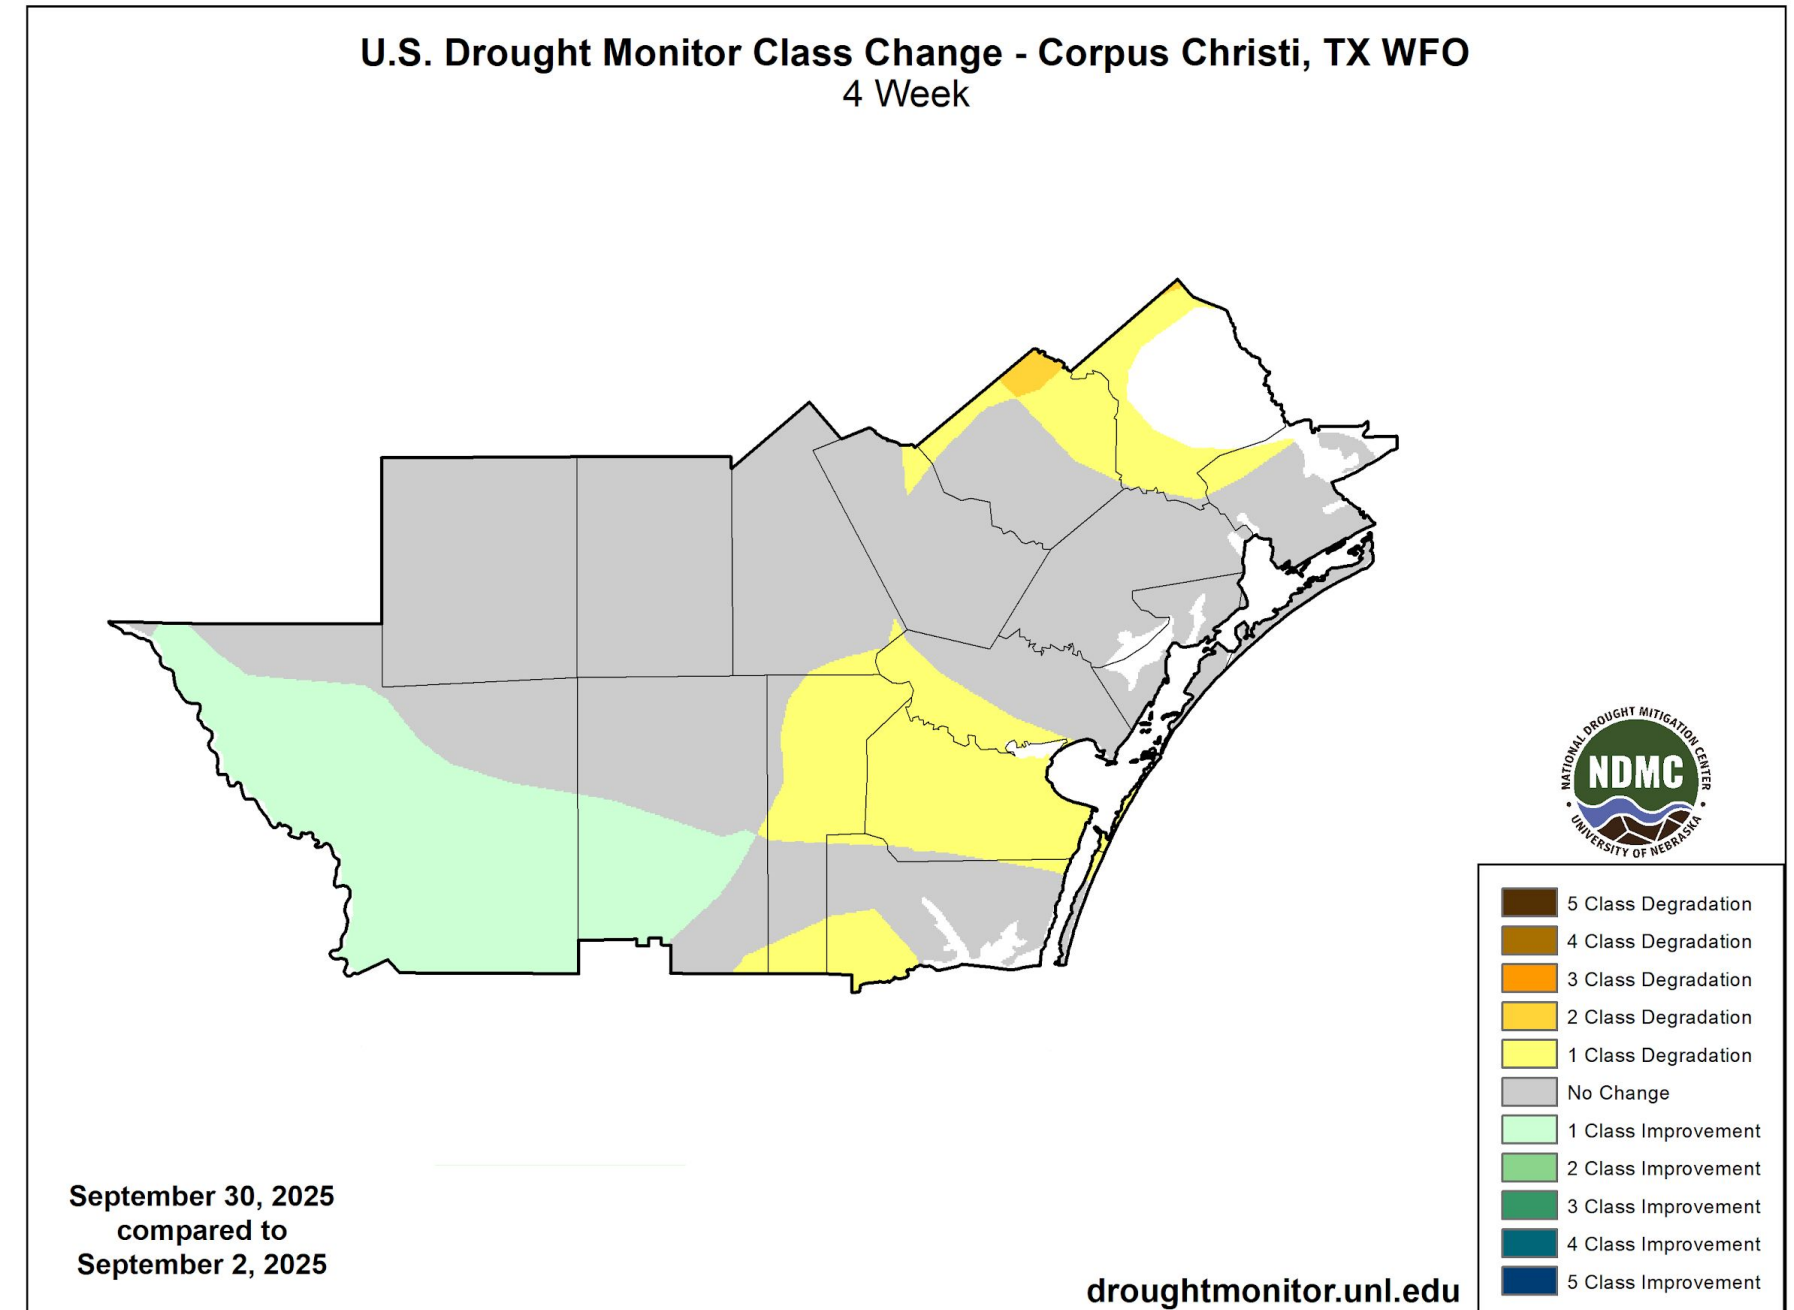 U.S. Drought Monitor Class Change - Corpus Christi, TX WFO
4 Week
NATIONAL DROUGHT MITIGATION CENTER
NDMC
UNIVERSITY OF NEBRASKA
5 Class Degradation
4 Class Degradation
3 Class Degradation
2 Class Degradation
1 Class Degradation
No Change
1 Class Improvement
2 Class Improvement
3 Class Improvement
4 Class Improvement
5 Class Improvement
September 30, 2025
compared to
September 2, 2025
droughtmonitor.unl.edu